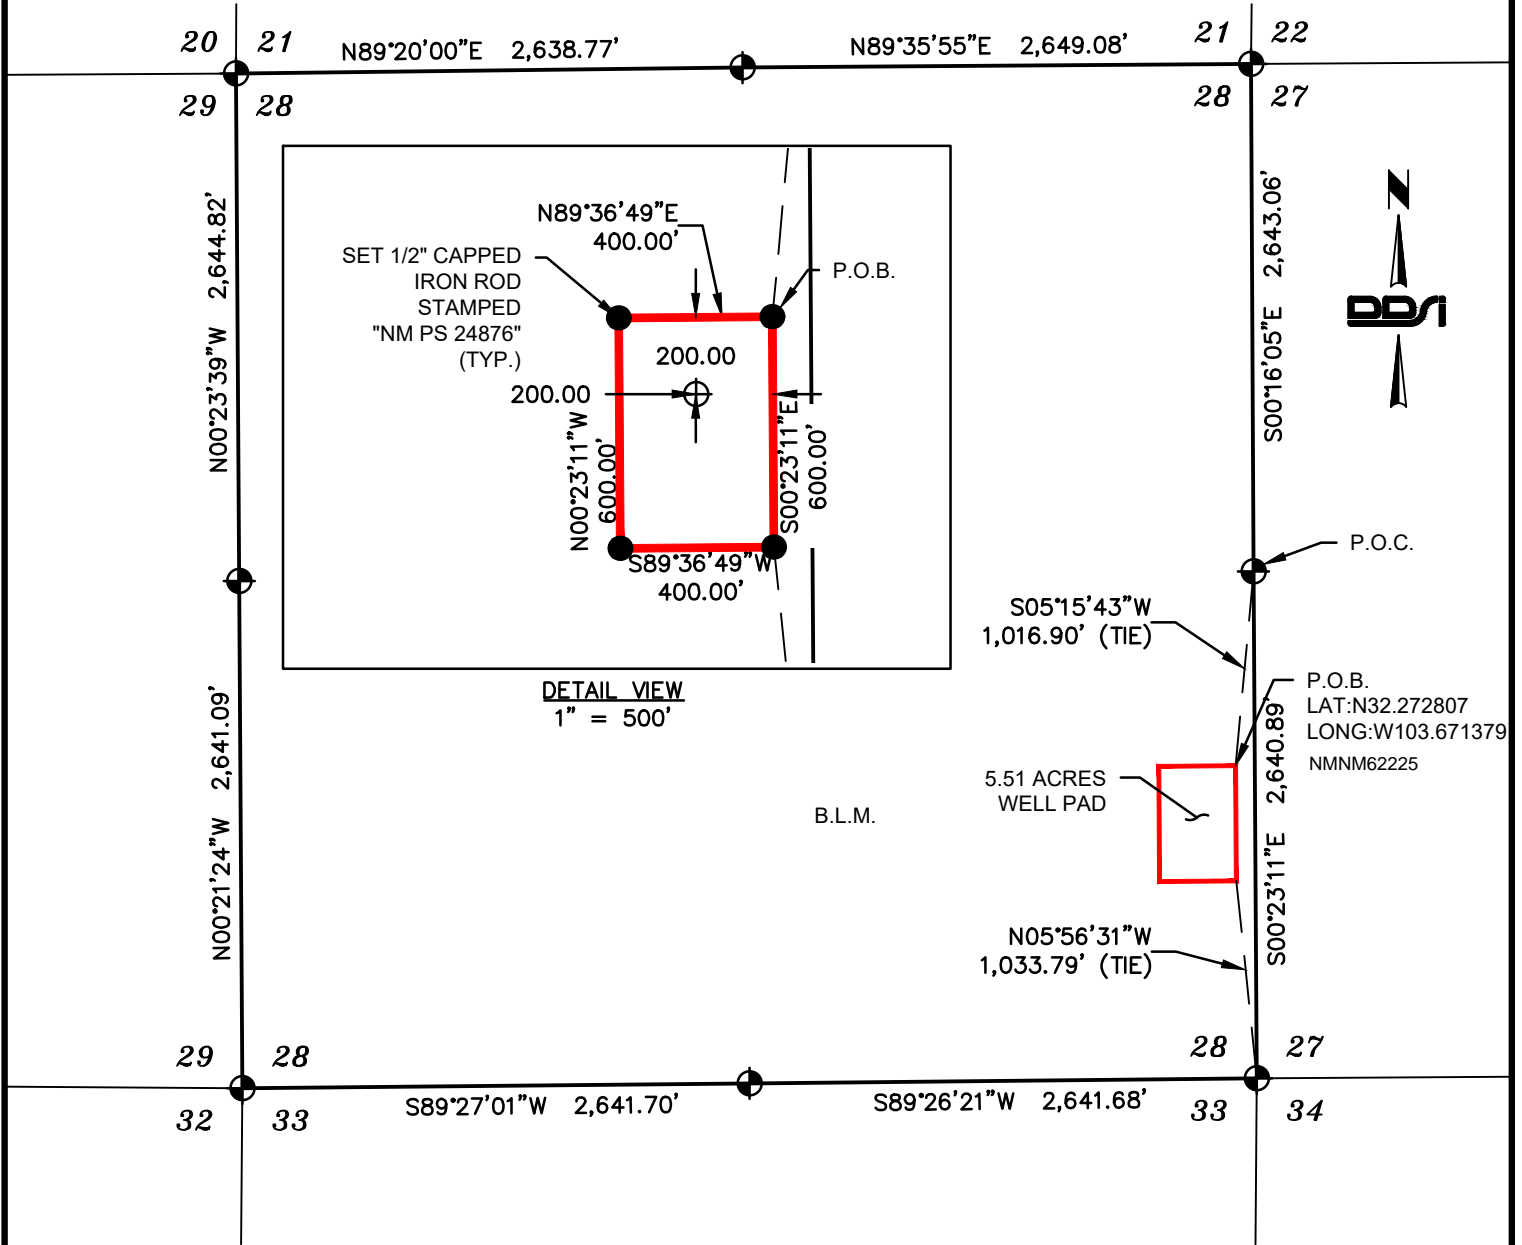 20 21
N89°20'00"E 2,638.77'
N89°35'55"E 2,649.08'
21 22
29 28
28 27
N00°23'39"W 2,644.82'
N89°36'49"E
400.00'
SET 1/2" CAPPED
IRON ROD
STAMPED
"NM PS 24876"
(TYP.)
P.O.B.
200.00
200.00
N00°23'11"W
600.00'
S00°23'11"E
600.00'
S89°36'49"W
400.00'
DETAIL VIEW
1" = 500'
S00°16'05"E 2,643.06'
N
DDSi
P.O.C.
S05°15'43"W
1,016.90' (TIE)
P.O.B.
LAT:N32.272807
LONG:W103.671379
NMNM62225
N00°21'24"W 2,641.09'
S00°23'11"E 2,640.89'
5.51 ACRES
WELL PAD
B.L.M.
N05°56'31"W
1,033.79' (TIE)
29 28
28 27
S89°27'01"W 2,641.70'
S89°26'21"W 2,641.68'
32 33
33 34